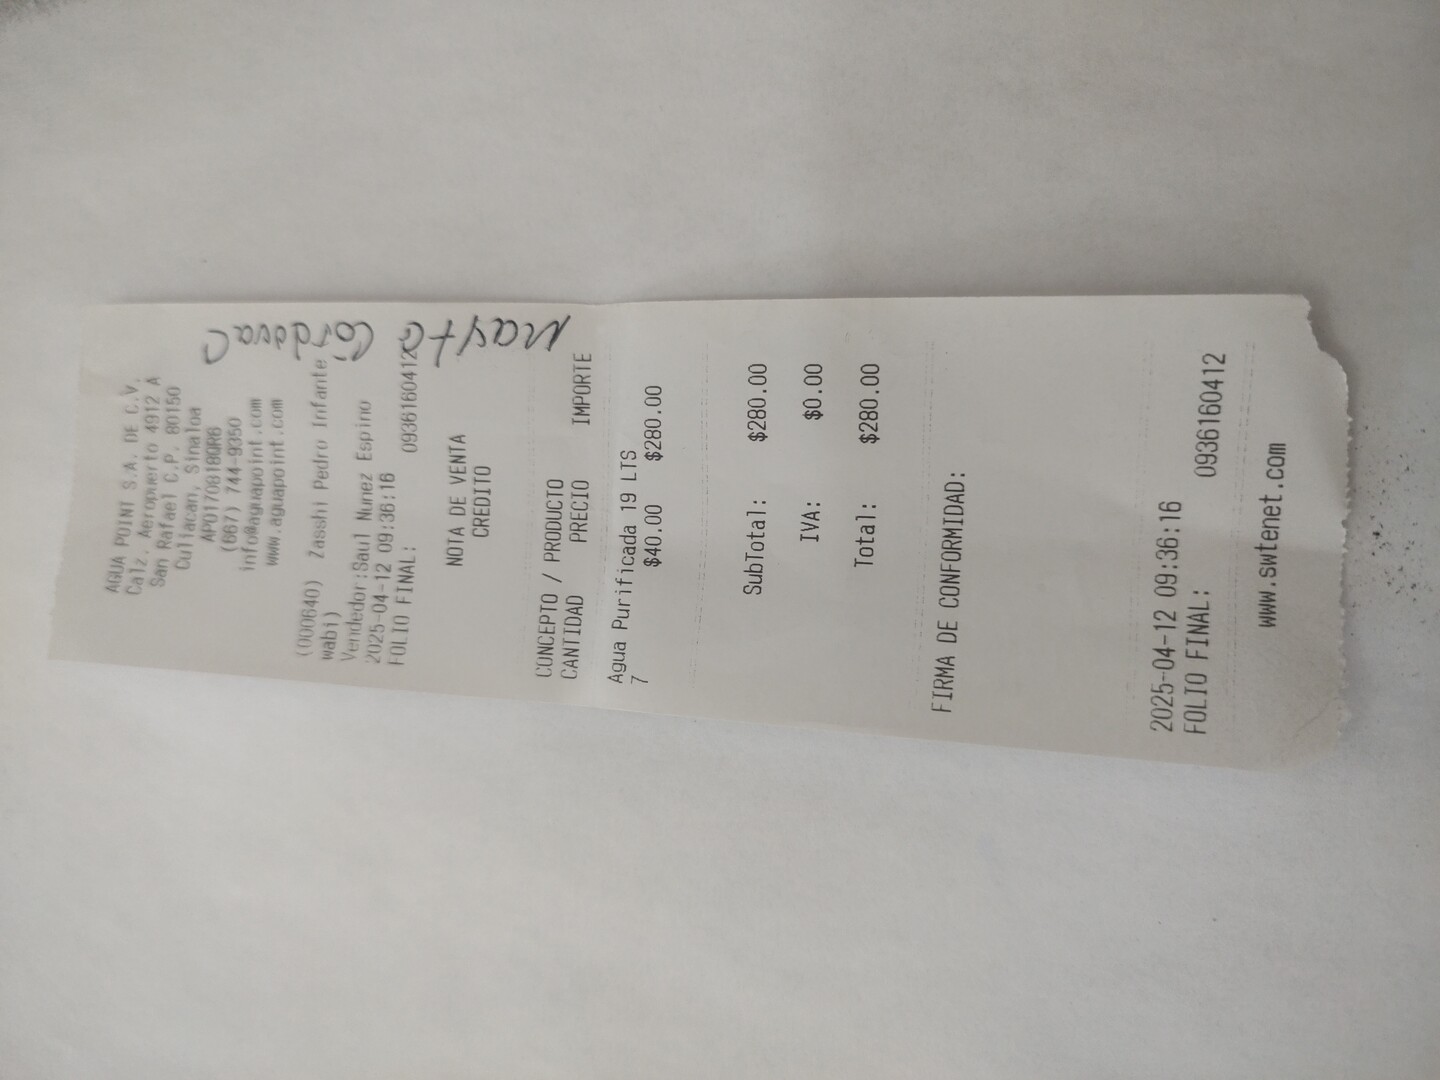 AGUA POINT S.A. DE C.V.
Calz. Aeropuerto 4912 A
San Rafael C.P. 80150
Culiacan, Sinaloa
(667) 744-9350
info@aguapoint.com
www.aguapoint.com
(000640) Zasshi Pedro Infante
wabi)
Vendedor:Saul Nunez Espino
2025-04-12 09:36:16
FOLIO FINAL:
0936160412
NOTA DE VENTA
CREDITO
CONCEPTO / PRODUCTO
CANTIDAD PRECIO IMPORTE
Agua Purificada 19 LTS
7 $40.00 $280.00
SubTotal: $280.00
IVA: $0.00
Total: $280.00
FIRMA DE CONFORMIDAD:
2025-04-12 09:36:16
FOLIO FINAL:
0936160412
www.swtenet.com
Marta Cordova C